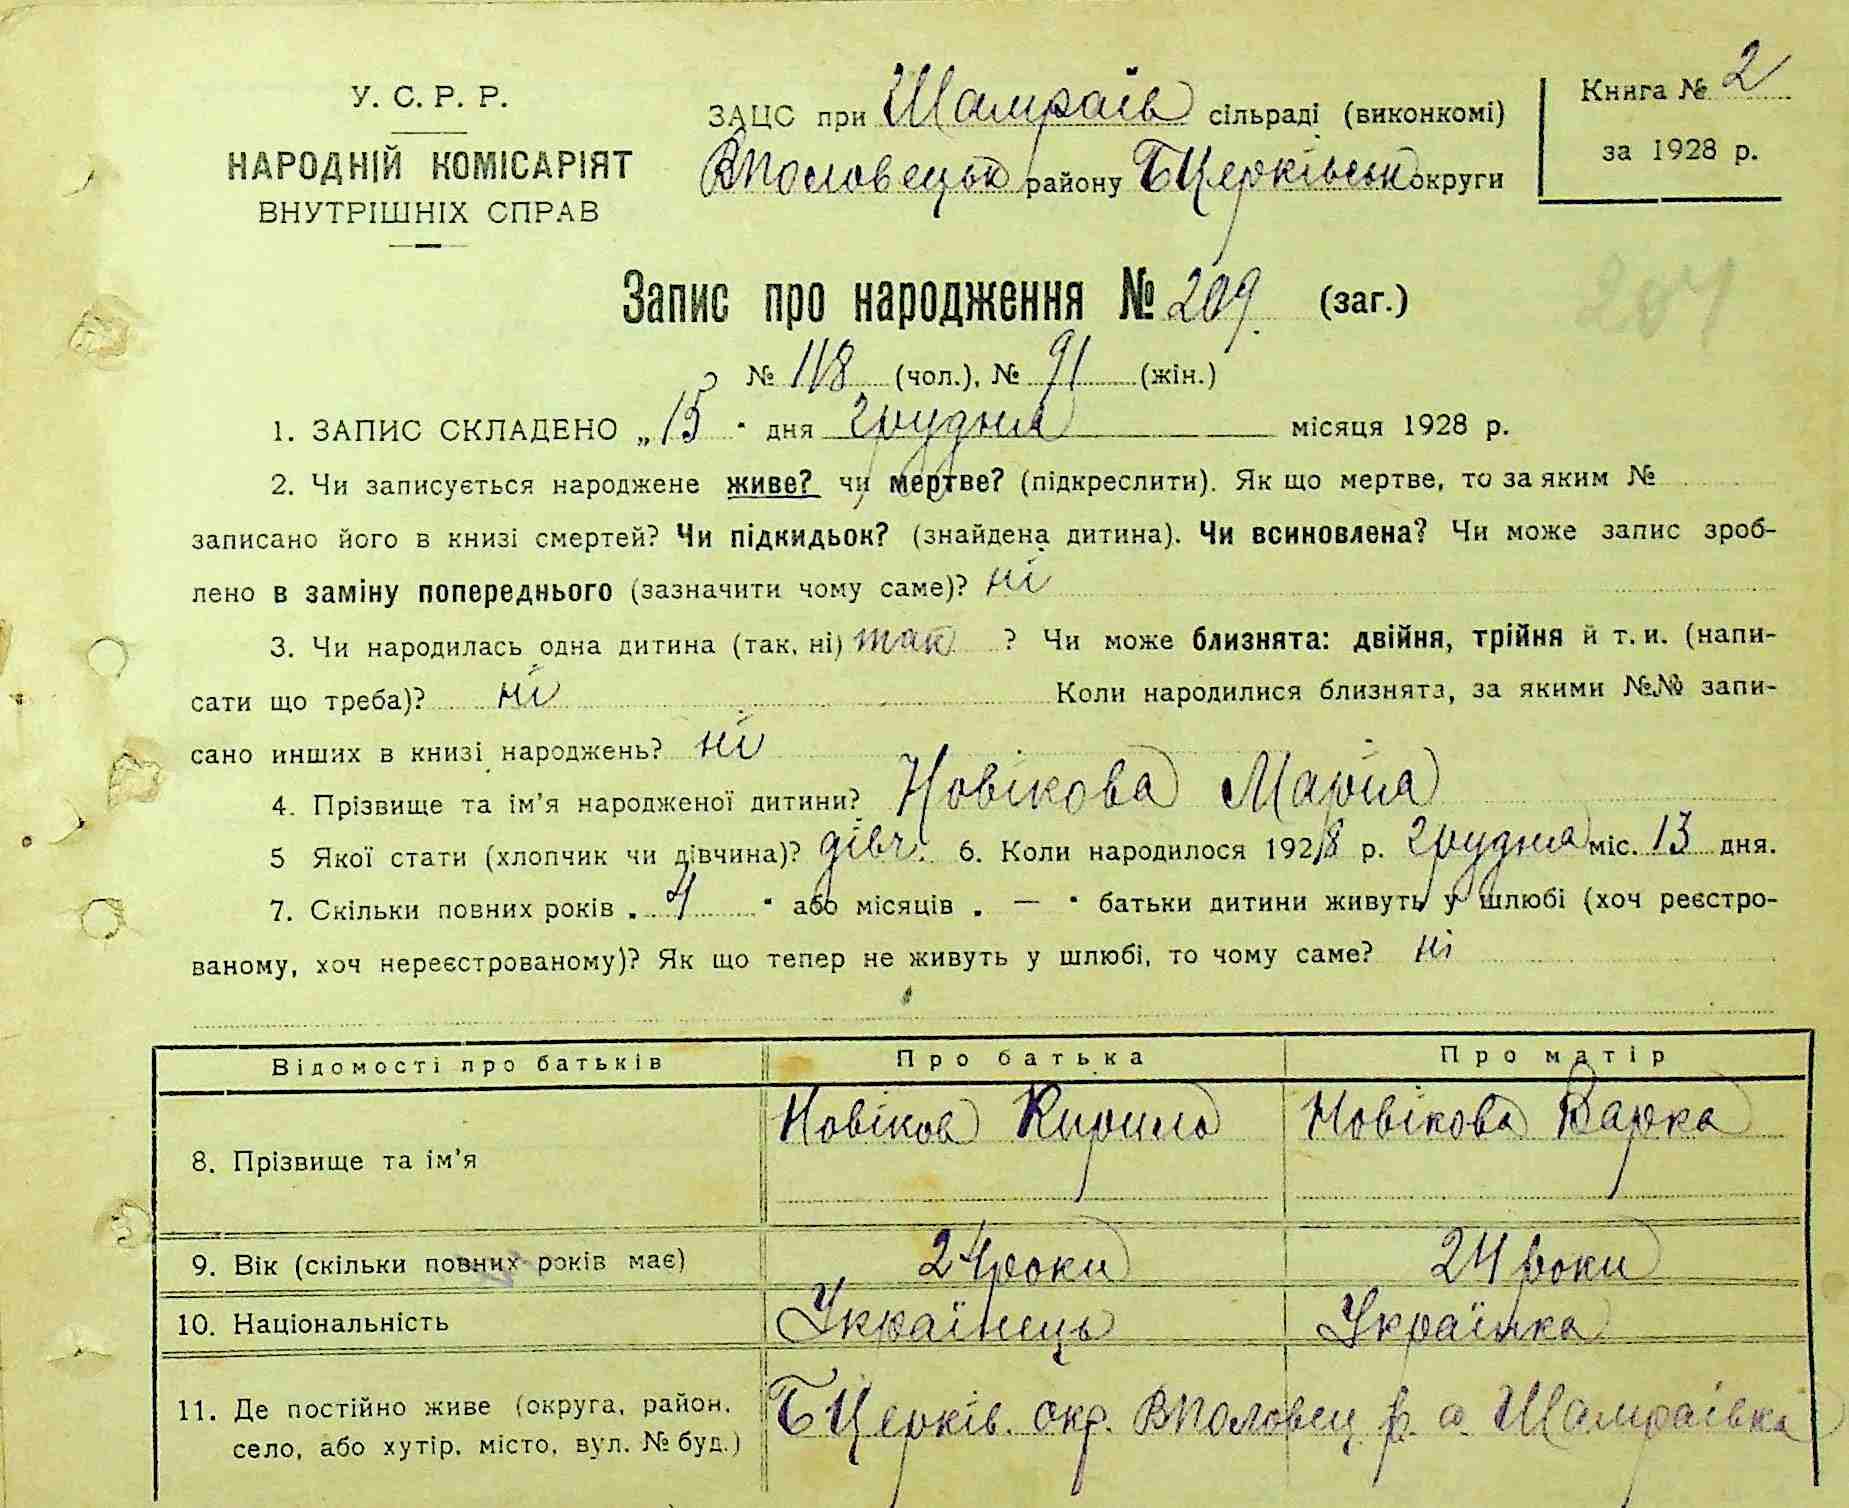 У. С. Р. Р.
НАРОДНІЙ КОМІСАРІЯТ
ВНУТРІШНІХ СПРАВ
ЗАЦС при Шамраїв сільраді (виконкомі)
ВПоловецьк району БЦерківськ округи
Книга № 2
за 1928 р.
Запис про народження № 209. (заг.)
204
№ 118 (чол.), № 91 (жін.)
1. ЗАПИС СКЛАДЕНО „ 15 " дня грудня місяця 1928 р.
2. Чи записується народжене живе? чи мертве? (підкреслити). Як що мертве, то за яким №
записано його в книзі смертей? Чи підкидьок? (знайдена дитина). Чи всиновлена? Чи може запис зроб-
лено в заміну попереднього (зазначити чому саме)? ні
3. Чи народилась одна дитина (так, ні) так ? Чи може близнята: двійня, трійня й т. и. (напи-
сати що треба)? ні Коли народилися близнята, за якими №№ запи-
сано инших в книзі народжень? ні
4. Прізвище та ім'я народженої дитини? Новікова Марія
5 Якої стати (хлопчик чи дівчина)? дівч. 6. Коли народилося 1928 р. грудня міс. 13 дня.
7. Скільки повних років „ 4 " або місяців „ — " батьки дитини живуть у шлюбі (хоч реєстро-
ваному, хоч нереєстрованому)? Як що тепер не живуть у шлюбі, то чому саме? ні
Відомості про батьків Про батька Про матір
8. Прізвище та ім'я Новіков Кирило Новікова Варка
9. Вік (скільки повних років має) 24 роки 24 роки
10. Національність Українець Українка
11. Де постійно живе (округа, район, БЦерків. окр. ВПоловец р. с. Шамраївка
село, або хутір, місто, вул. № буд.)